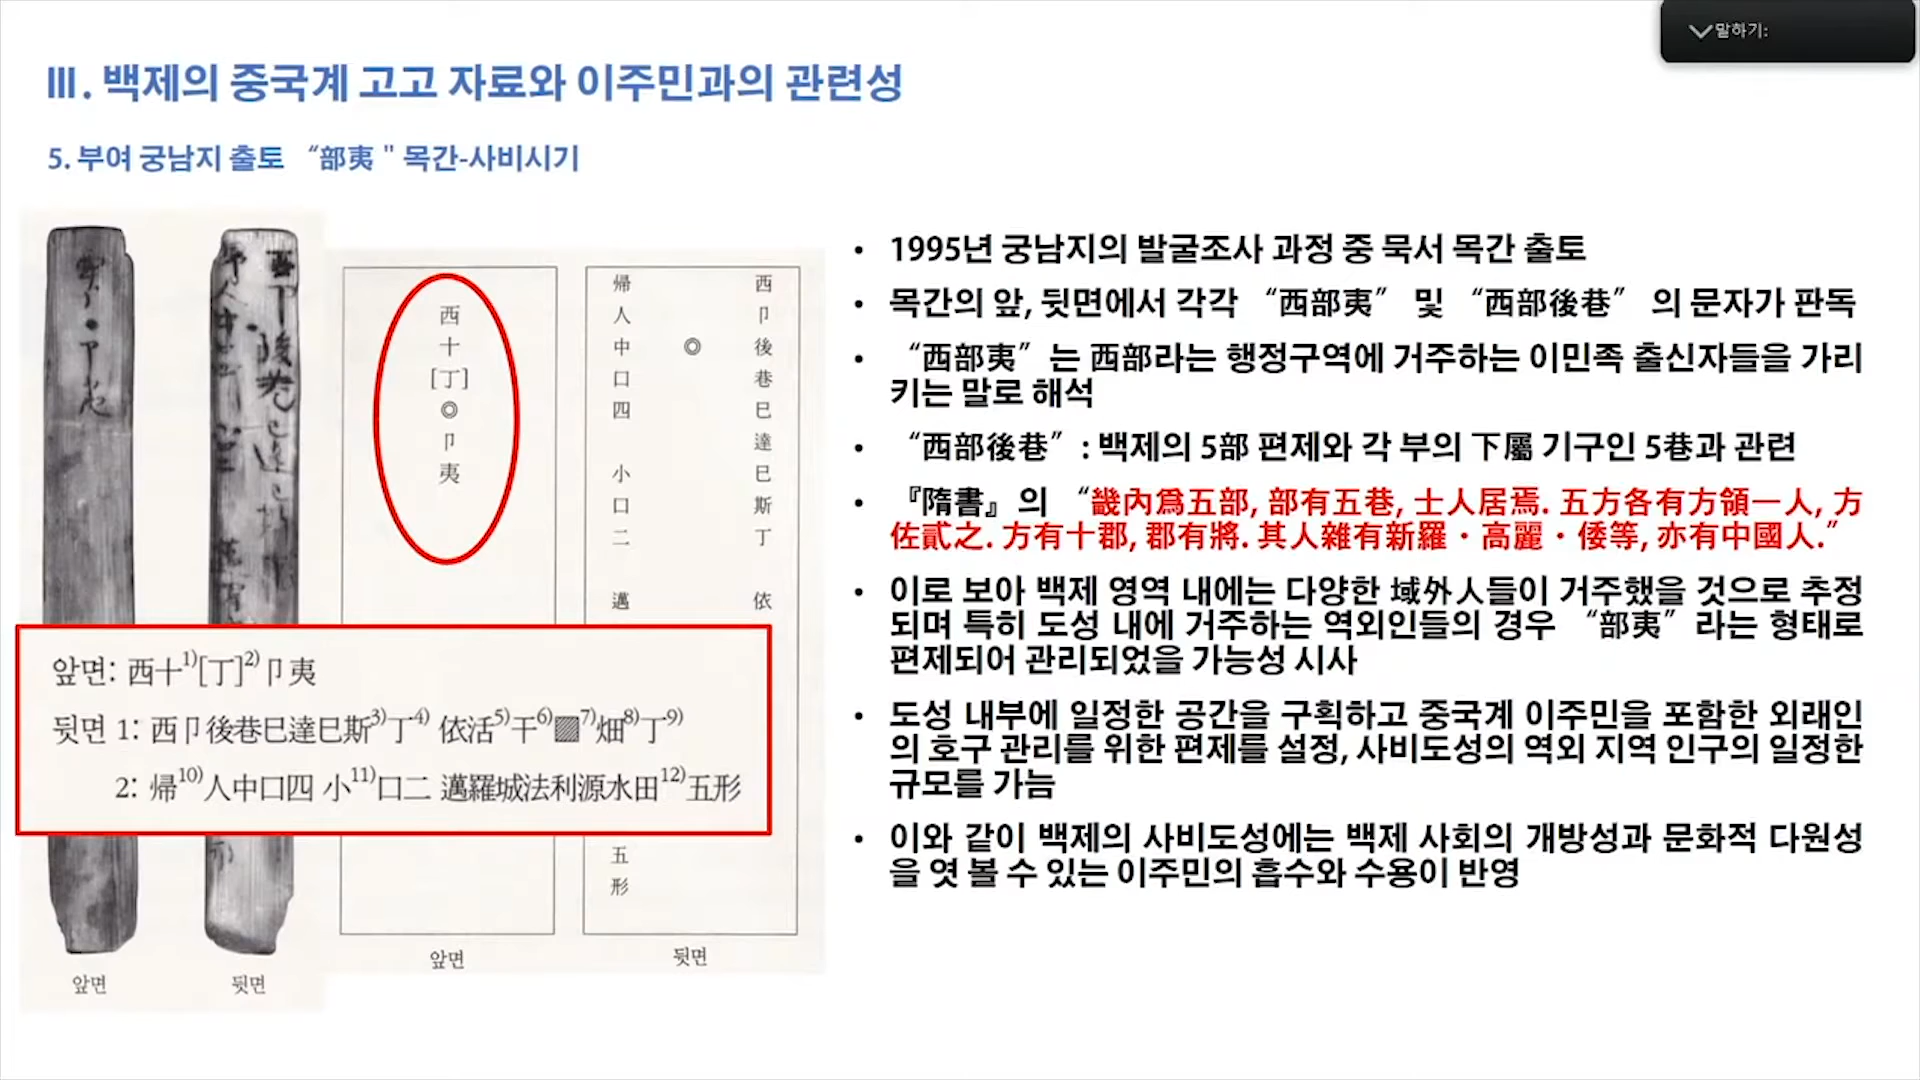 말하기:
Ⅲ. 백제의 중국계 고고 자료와 이주민과의 관련성
5. 부여 궁남지 출토 “部夷" 목간-사비시기
西
十
[丁]
◎
卩
夷
西
卩
後
巷
巳
達
巳
斯
丁
依
◎
帰
人
中
口
四
小
口
二
邁
五
形
앞면: 西十1)[丁]2)卩夷
뒷면 1: 西卩後巷巳達巳斯3)丁4) 依活5)干6)▨7)畑8)丁9)
2: 帰10)人中口四 小11)口二 邁羅城法利源水田12)五形
앞면
뒷면
앞면
뒷면
• 1995년 궁남지의 발굴조사 과정 중 묵서 목간 출토
• 목간의 앞, 뒷면에서 각각 “西部夷” 및 “西部後巷” 의 문자가 판독
• “西部夷” 는 西部라는 행정구역에 거주하는 이민족 출신자들을 가리
키는 말로 해석
• “西部後巷” : 백제의 5部 편제와 각 부의 下屬 기구인 5巷과 관련
• 『隋書』의 “畿內爲五部, 部有五巷, 士人居焉. 五方各有方領一人, 方
佐貳之. 方有十郡, 郡有將. 其人雜有新羅・高麗・倭等, 亦有中國人.”
• 이로 보아 백제 영역 내에는 다양한 域外人들이 거주했을 것으로 추정
되며 특히 도성 내에 거주하는 역외인들의 경우 “部夷” 라는 형태로
편제되어 관리되었을 가능성 시사
• 도성 내부에 일정한 공간을 구획하고 중국계 이주민을 포함한 외래인
의 호구 관리를 위한 편제를 설정, 사비도성의 역외 지역 인구의 일정한
규모를 가늠
• 이와 같이 백제의 사비도성에는 백제 사회의 개방성과 문화적 다원성
을 엿 볼 수 있는 이주민의 흡수와 수용이 반영